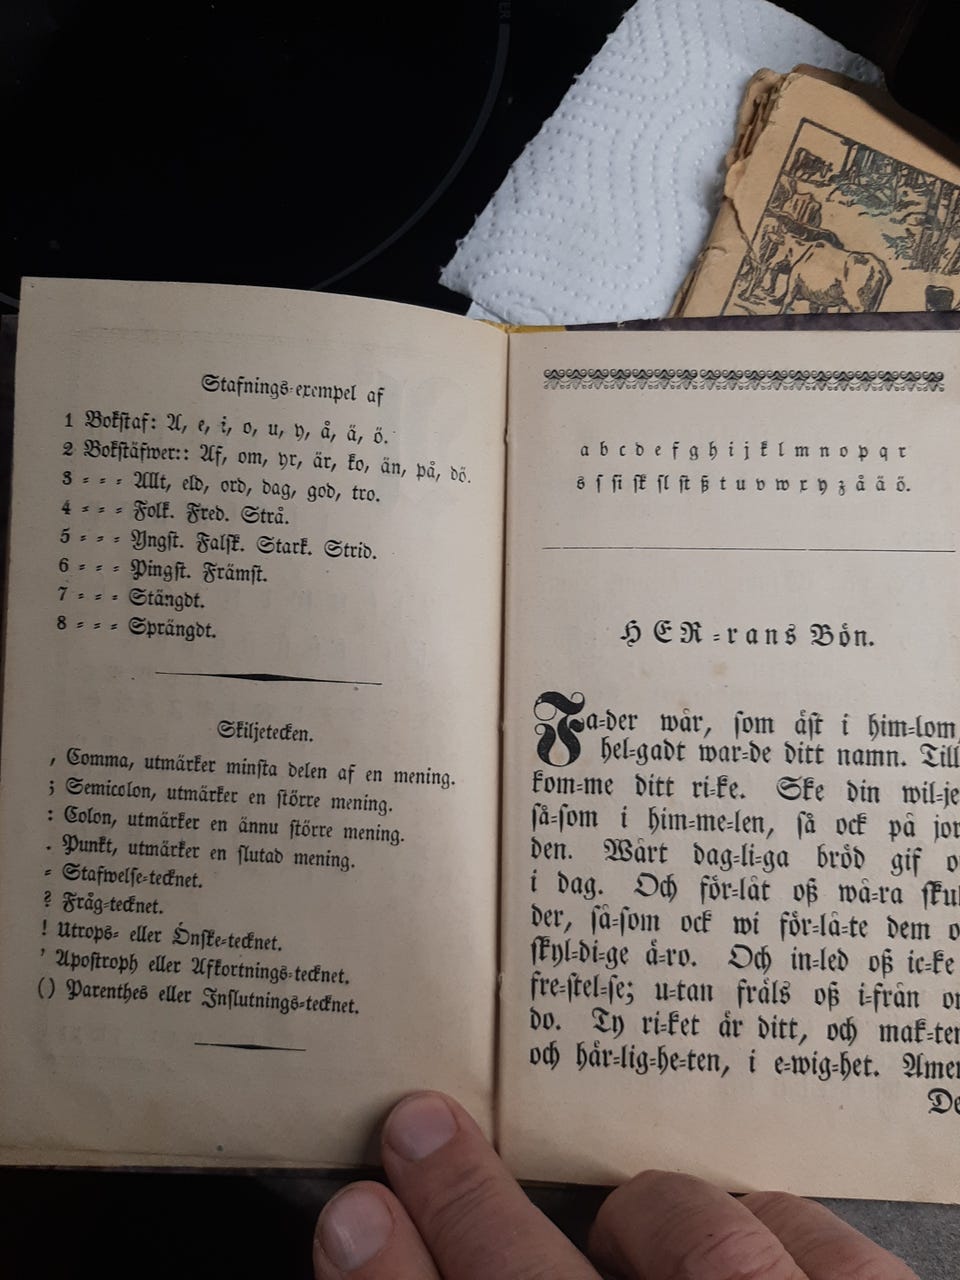 Stafnings-exempel af
1 Bokstaf: A, e, i, o, u, y, å, ä, ö.
2 Bokstäfwer:: Af, om, yr, är, ko, än, på, dö.
3 = = = Allt, eld, ord, dag, god, tro.
4 = = = Folk. Fred. Strå.
5 = = = Yngst. Falsk. Stark. Strid.
6 = = = Pingst. Främst.
7 = = = Stängdt.
8 = = = Sprängdt.
Skiljetecken.
, Comma, utmärker minsta delen af en mening.
; Semicolon, utmärker en större mening.
: Colon, utmärker en ännu större mening.
. Punkt, utmärker en slutad mening.
= Stafwelse-tecknet.
? Fråg-tecknet.
! Utrops- eller Önske-tecknet.
' Apostroph eller Afkortnings-tecknet.
() Parenthes eller Inslutnings-tecknet.
a b c d e f g h i j k l m n o p q r
s ſ ſi ſk ſl ſt ß t u v w x y z å ä ö.
HER-rans Bön.
Fa-der wår, som äst i him-lom,
hel-gadt war-de ditt namn. Till
kom-me ditt ri-ke. Ske din wil-je
så-som i him-me-len, så ock på jor
den. Wårt dag-li-ga bröd gif o
i dag. Och för-låt oß wå-ra skul
der, så-som ock wi för-lå-te dem o
skyl-di-ge ä-ro. Och in-led oß ic-ke
fre-stel-se; u-tan fräls oß i-från on
do. Ty ri-ket är ditt, och mak-ten
och här-lig-he-ten, i e-wig-het. Amen
De